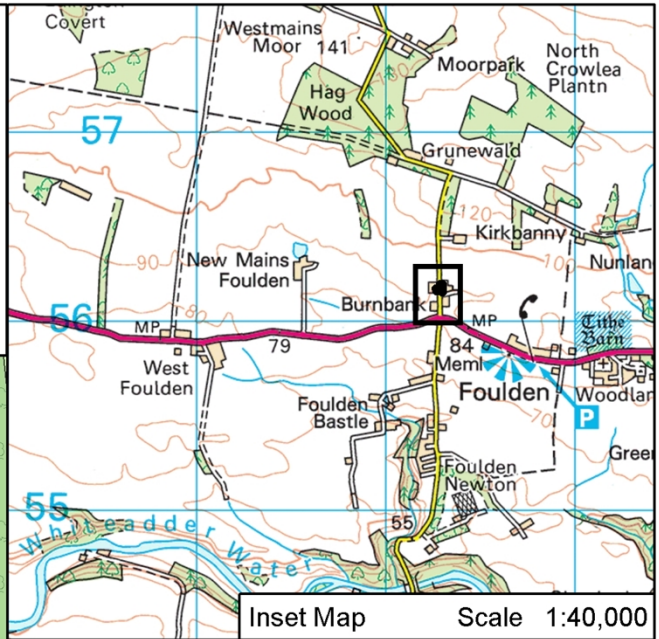 Covert
Westmains
Moor 141
Moorpark
North
Crowlea
Plantn
Hag
Wood
57
Grunewald
120
Kirkbanny
100
90
New Mains
Foulden
Burnbank
56
80
MP
MP
Tithe
Barn
79
84
Meml
West
Foulden
Foulden
Woodlan
P
Foulden
Bastle
70
Foulden
Newton
55
55
Whiteadder Water
Inset Map Scale 1:40,000